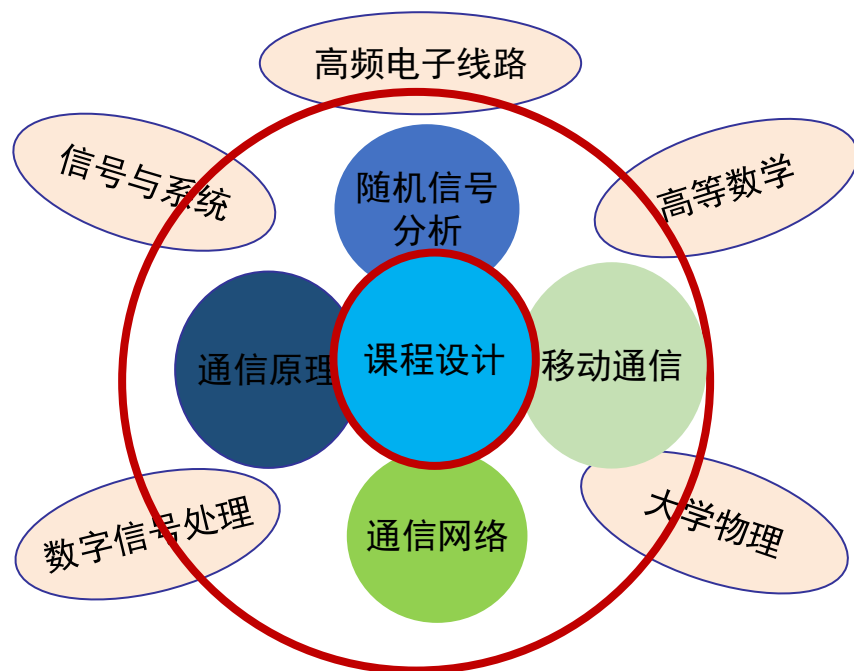 高频电子线路
信号与系统
高等数学
随机信号
分析
通信原理
课程设计
移动通信
数字信号处理
通信网络
大学物理